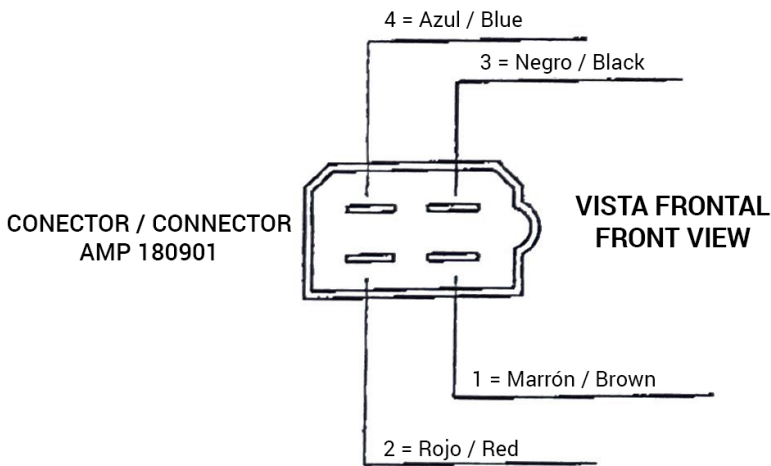 4 = Azul / Blue
3 = Negro / Black
CONECTOR / CONNECTOR
AMP 180901
VISTA FRONTAL
FRONT VIEW
1 = Marrón / Brown
2 = Rojo / Red